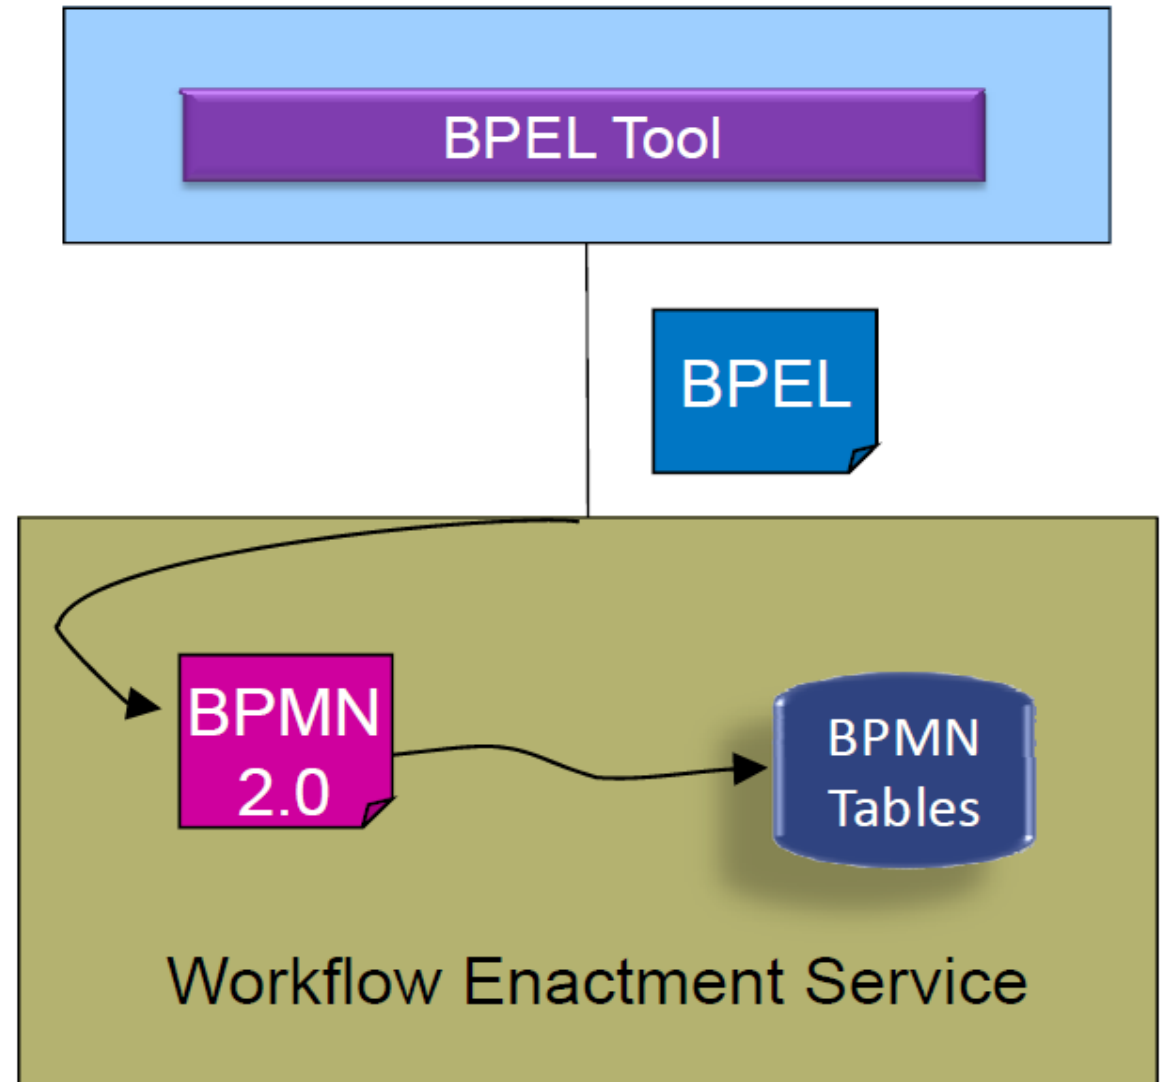 BPEL Tool
BPEL
BPMN
2.0
BPMN
Tables
Workflow Enactment Service